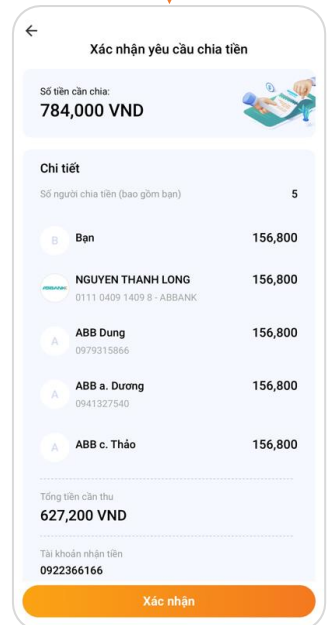 Xác nhận yêu cầu chia tiền
Số tiền cần chia:
784,000 VND
Chi tiết
Số người chia tiền (bao gồm bạn) 5
B Bạn 156,800
ABBANK NGUYEN THANH LONG 156,800
0111 0409 1409 8 - ABBANK
A ABB Dung 156,800
0979315866
A ABB a. Dương 156,800
0941327540
A ABB c. Thảo 156,800
Tổng tiền cần thu
627,200 VND
Tài khoản nhận tiền
0922366166
Xác nhận